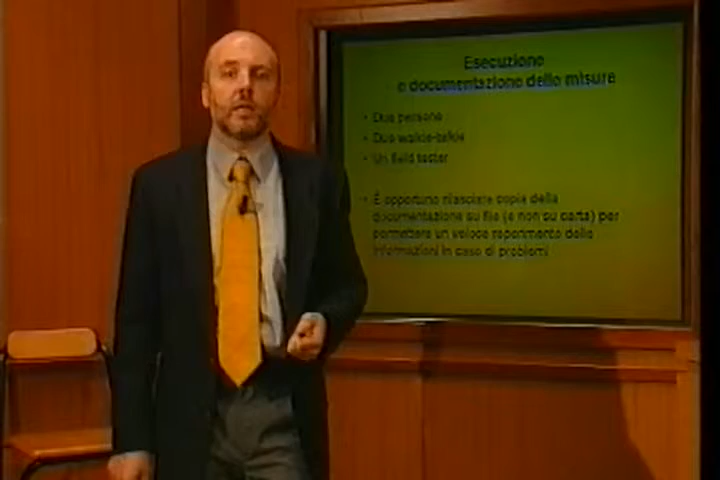 Esecuzione
e documentazione delle misure
• Due persone
• Due walkie-talkie
• Un field tester
• È opportuno rilasciare copia della
documentazione su file (e non su carta) per
permettere un veloce reperimento delle
informazioni in caso di problemi